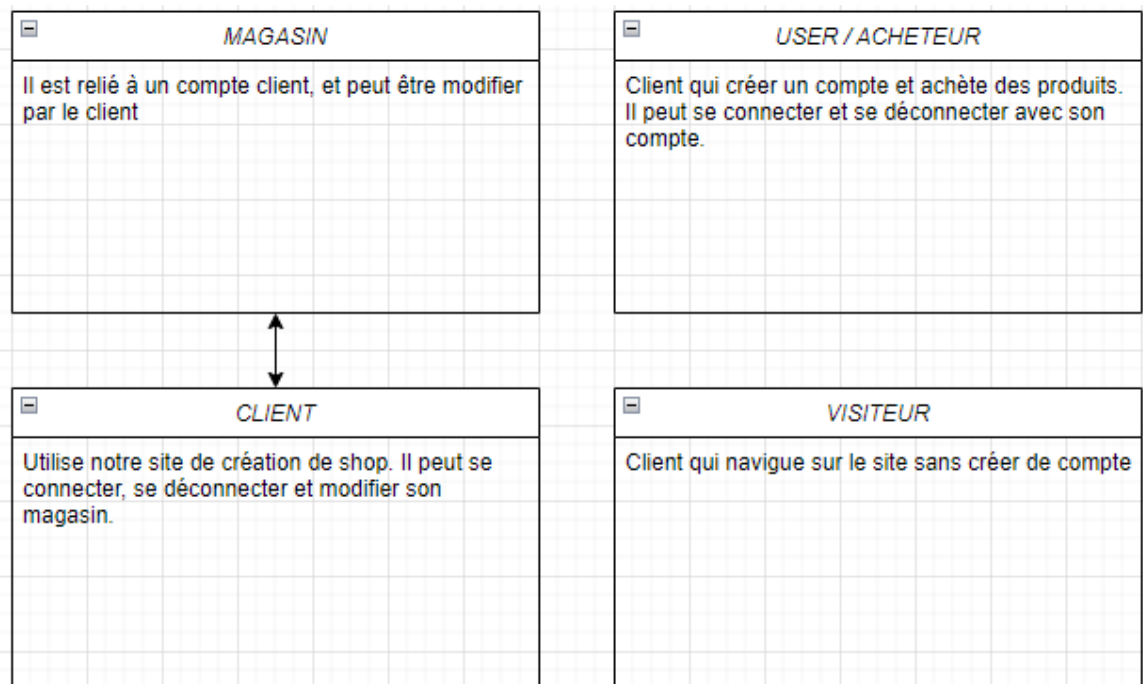 MAGASIN
Il est relié à un compte client, et peut être modifier
par le client
USER / ACHETEUR
Client qui créer un compte et achète des produits.
Il peut se connecter et se déconnecter avec son
compte.
CLIENT
Utilise notre site de création de shop. Il peut se
connecter, se déconnecter et modifier son
magasin.
VISITEUR
Client qui navigue sur le site sans créer de compte